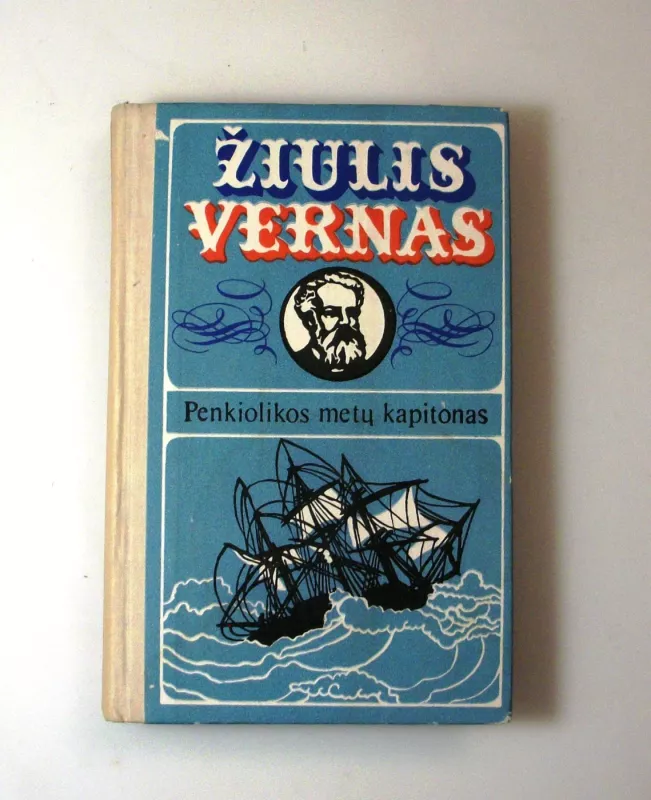 ŽIULIS
VERNAS
Penkiolikos metų kapitonas